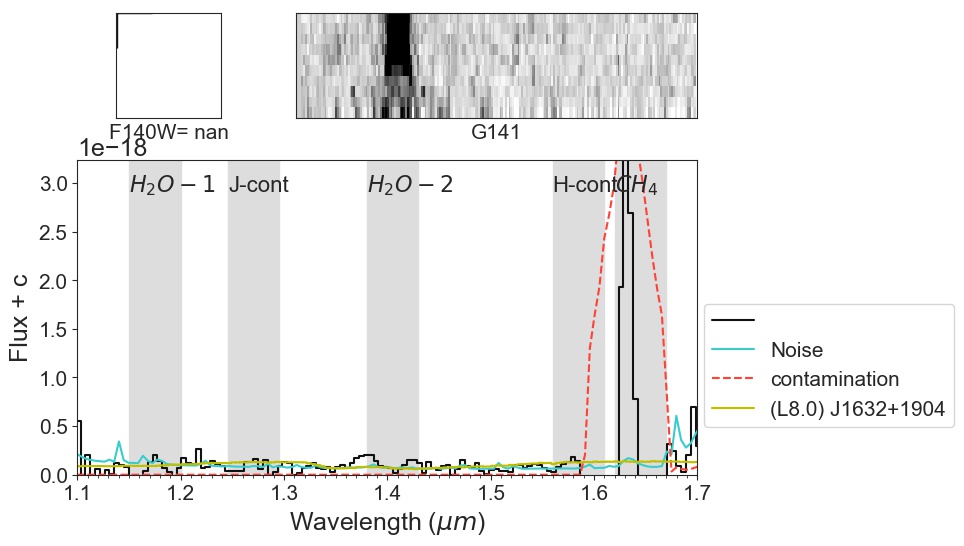 F140W= nan
G141
1e−18
H₂O − 1 J-cont H₂O − 2 H-cont CH₄
3.0
2.5
2.0
1.5
1.0
0.5
0.0
Flux + c
1.1 1.2 1.3 1.4 1.5 1.6 1.7
Wavelength (μm)
Noise
contamination
(L8.0) J1632+1904